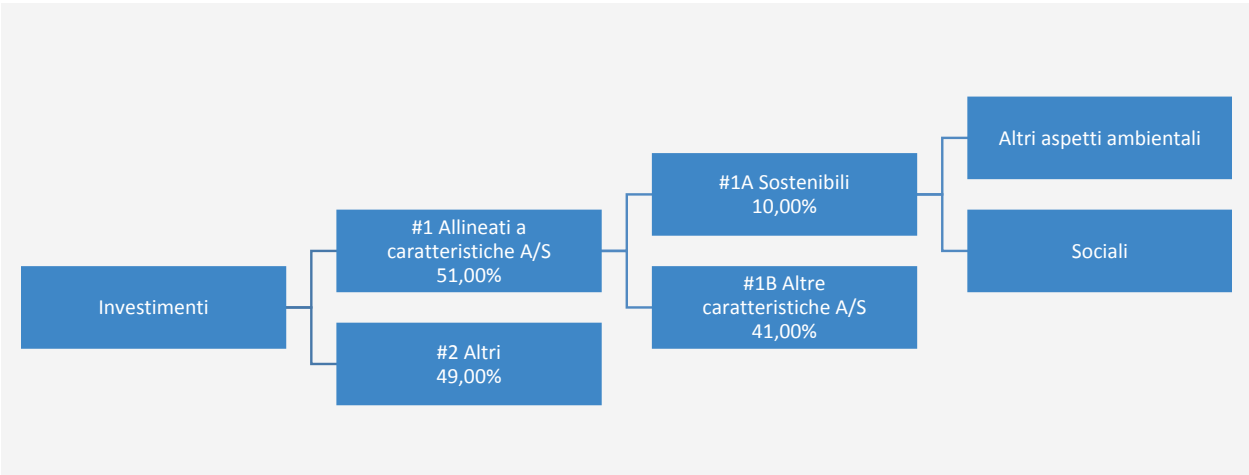 Investimenti
#1 Allineati a
caratteristiche A/S
51,00%
#2 Altri
49,00%
#1A Sostenibili
10,00%
#1B Altre
caratteristiche A/S
41,00%
Altri aspetti ambientali
Sociali